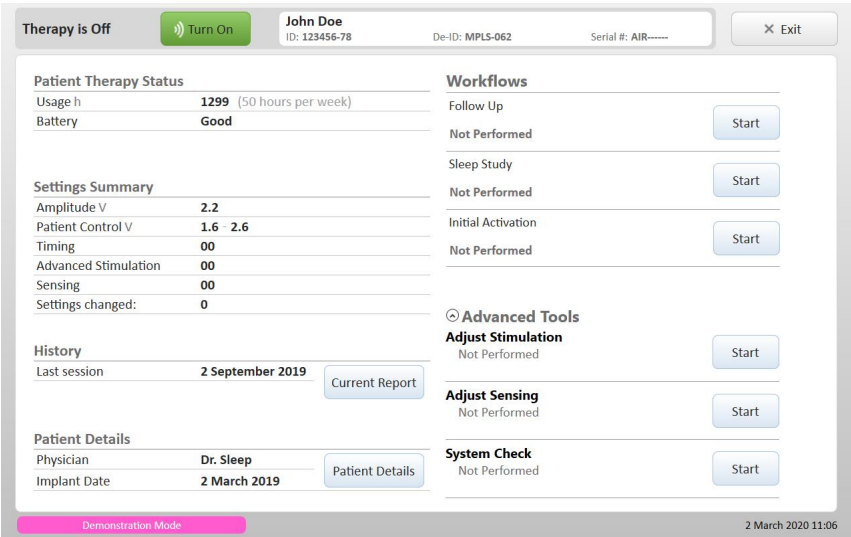 Therapy is Off
Turn On
John Doe
ID: 123456-78 De-ID: MPLS-062 Serial #: AIR------
× Exit
Patient Therapy Status
Usage h 1299 (50 hours per week)
Battery Good
Settings Summary
Amplitude V 2.2
Patient Control V 1.6 - 2.6
Timing 00
Advanced Stimulation 00
Sensing 00
Settings changed: 0
History
Last session 2 September 2019
Current Report
Patient Details
Physician Dr. Sleep
Implant Date 2 March 2019
Patient Details
Workflows
Follow Up
Not Performed
Start
Sleep Study
Not Performed
Start
Initial Activation
Not Performed
Start
Advanced Tools
Adjust Stimulation
Not Performed
Start
Adjust Sensing
Not Performed
Start
System Check
Not Performed
Start
Demonstration Mode
2 March 2020 11:06